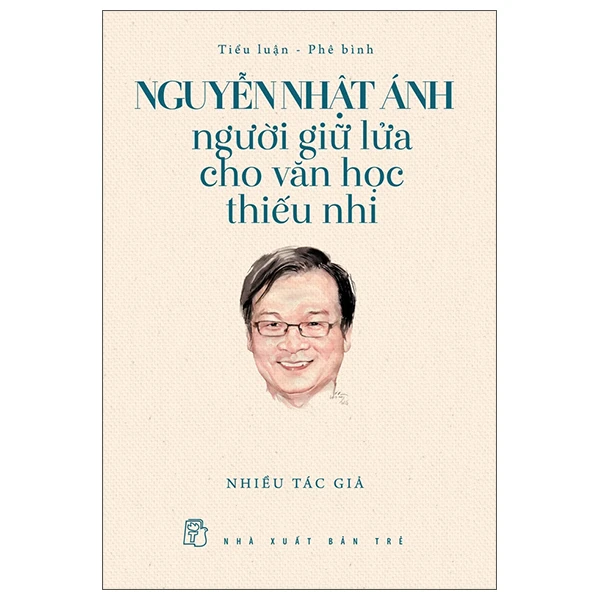 Tiểu luận - Phê bình
NGUYỄN NHẬT ÁNH
người giữ lửa
cho văn học
thiếu nhi
NHIỀU TÁC GIẢ
NHÀ XUẤT BẢN TRẺ